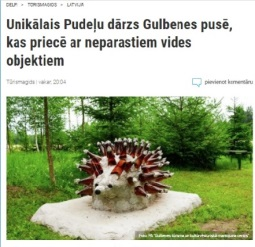 DELFI • TŪRISMAGIDS • LATVIJĀ
Unikālais Pudeļu dārzs Gulbenes pusē,
kas priecē ar neparastiem vides
objektiem
Tūrismagids | vakar, 20:04
pievienot komentāru